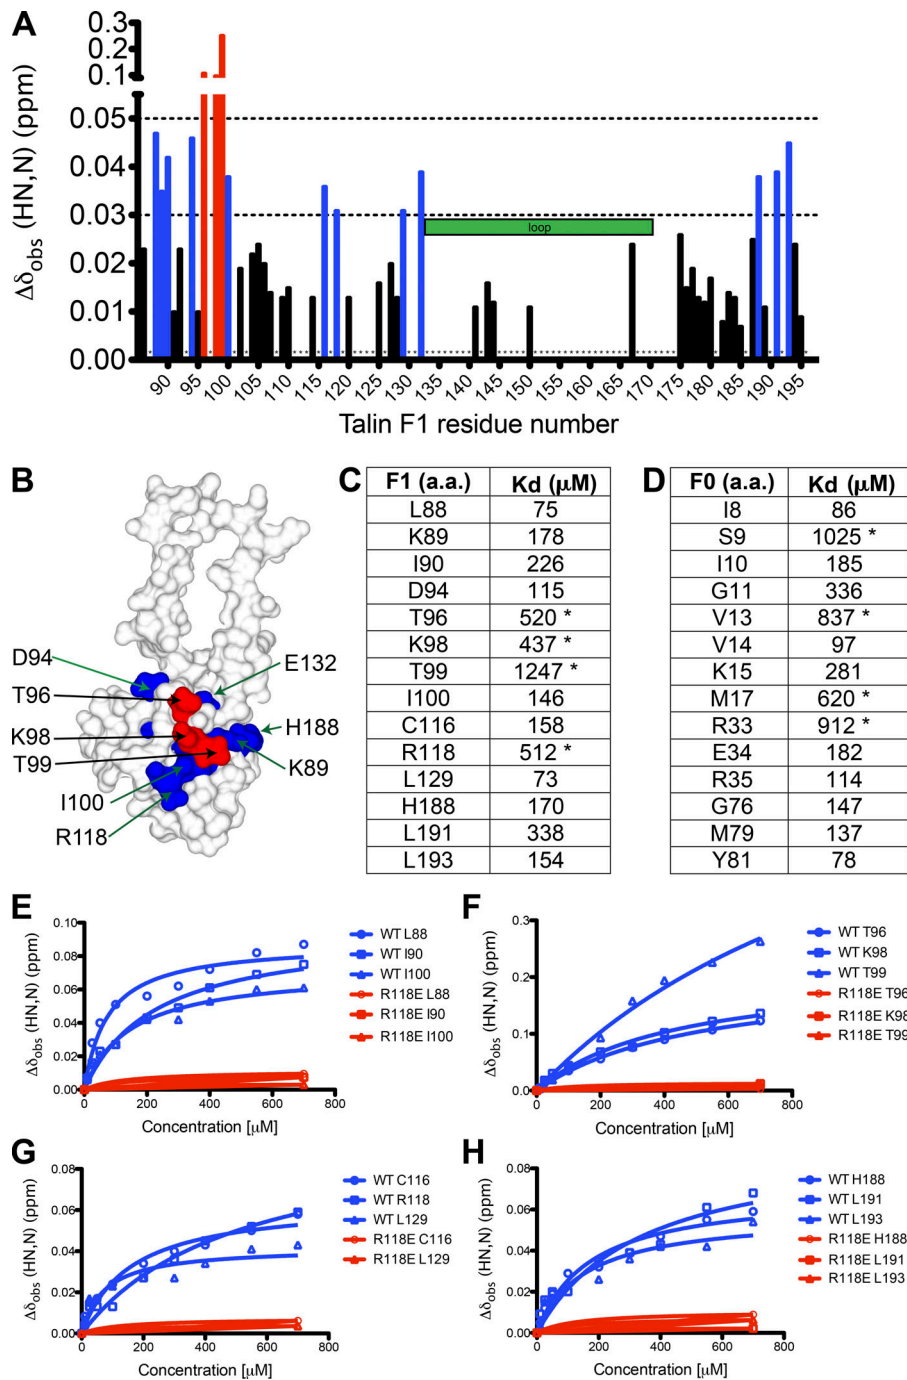 A
Δδobs (HN,N) (ppm)
0.3
0.2
0.1
0.05
0.04
0.03
0.02
0.01
0.00
loop
90 95 100 105 110 115 120 125 130 135 140 145 150 155 160 165 170 175 180 185 190 195
Talin F1 residue number
B
D94
T96
K98
T99
I100
R118
E132
H188
K89
C
F1 (a.a.) Kd (μM)
L88 75
K89 178
I90 226
D94 115
T96 520 *
K98 437 *
T99 1247 *
I100 146
C116 158
R118 512 *
L129 73
H188 170
L191 338
L193 154
D
F0 (a.a.) Kd (μM)
I8 86
S9 1025 *
I10 185
G11 336
V13 837 *
V14 97
K15 281
M17 620 *
R33 912 *
E34 182
R35 114
G76 147
M79 137
Y81 78
E
Δδobs (HN,N) (ppm)
0.10
0.08
0.06
0.04
0.02
0.00
0 200 400 600 800
Concentration [μM]
WT L88
WT I90
WT I100
R118E L88
R118E I90
R118E I100
F
Δδobs (HN,N) (ppm)
0.3
0.2
0.1
0.0
0 200 400 600 800
Concentration [μM]
WT T96
WT K98
WT T99
R118E T96
R118E K98
R118E T99
G
Δδobs (HN,N) (ppm)
0.08
0.06
0.04
0.02
0.00
0 200 400 600 800
Concentration [μM]
WT C116
WT R118
WT L129
R118E C116
R118E L129
H
Δδobs (HN,N) (ppm)
0.08
0.06
0.04
0.02
0.00
0 200 400 600 800
Concentration [μM]
WT H188
WT L191
WT L193
R118E H188
R118E L191
R118E L193